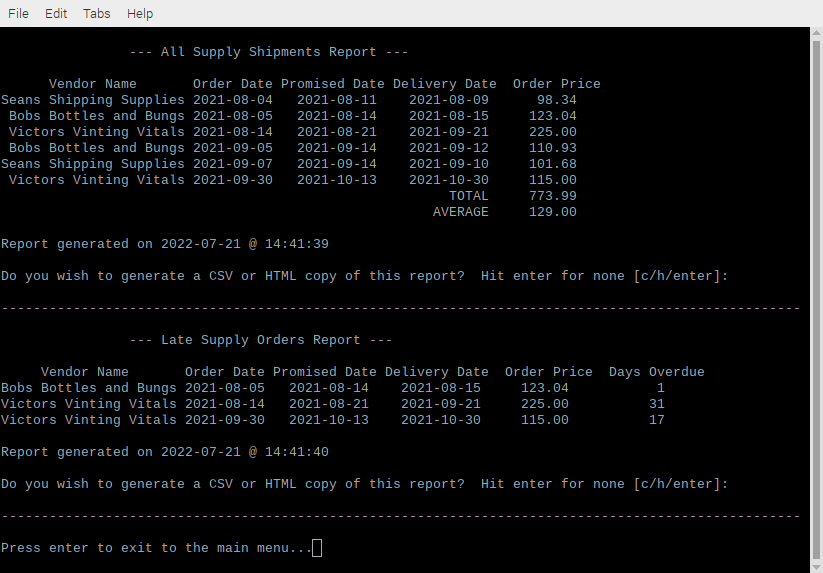 File Edit Tabs Help
--- All Supply Shipments Report ---
Vendor Name Order Date Promised Date Delivery Date Order Price
Seans Shipping Supplies 2021-08-04 2021-08-11 2021-08-09 98.34
Bobs Bottles and Bungs 2021-08-05 2021-08-14 2021-08-15 123.04
Victors Vinting Vitals 2021-08-14 2021-08-21 2021-09-21 225.00
Bobs Bottles and Bungs 2021-09-05 2021-09-14 2021-09-12 110.93
Seans Shipping Supplies 2021-09-07 2021-09-14 2021-09-10 101.68
Victors Vinting Vitals 2021-09-30 2021-10-13 2021-10-30 115.00
TOTAL 773.99
AVERAGE 129.00
Report generated on 2022-07-21 @ 14:41:39
Do you wish to generate a CSV or HTML copy of this report?  Hit enter for none [c/h/enter]:
----------------------------------------------------------------------------------------------------
--- Late Supply Orders Report ---
Vendor Name Order Date Promised Date Delivery Date Order Price Days Overdue
Bobs Bottles and Bungs 2021-08-05 2021-08-14 2021-08-15 123.04 1
Victors Vinting Vitals 2021-08-14 2021-08-21 2021-09-21 225.00 31
Victors Vinting Vitals 2021-09-30 2021-10-13 2021-10-30 115.00 17
Report generated on 2022-07-21 @ 14:41:40
Do you wish to generate a CSV or HTML copy of this report?  Hit enter for none [c/h/enter]:
----------------------------------------------------------------------------------------------------
Press enter to exit to the main menu...